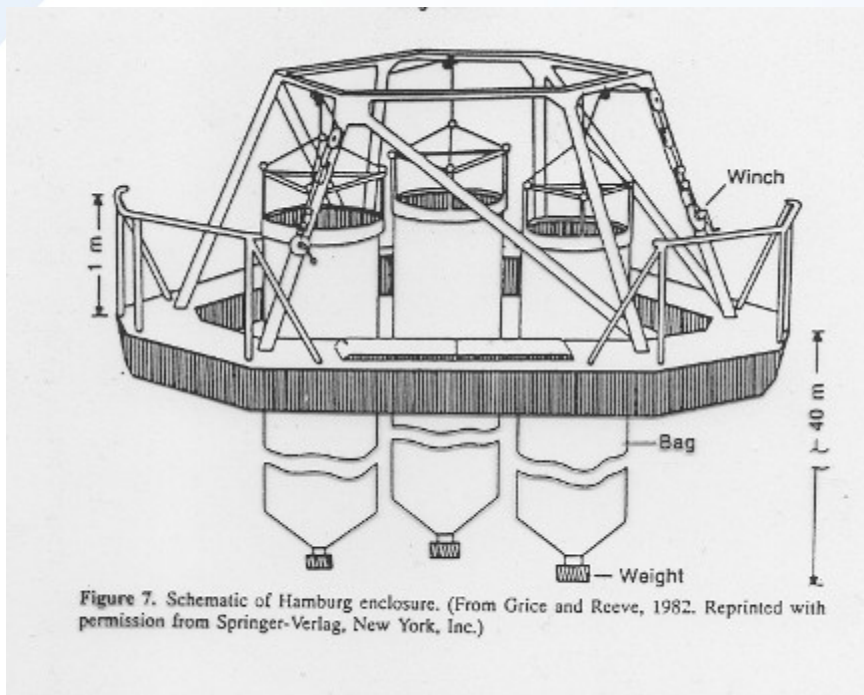 Winch
1 m
40 m
Bag
Weight
Figure 7. Schematic of Hamburg enclosure. (From Grice and Reeve, 1982. Reprinted with
permission from Springer-Verlag, New York, Inc.)